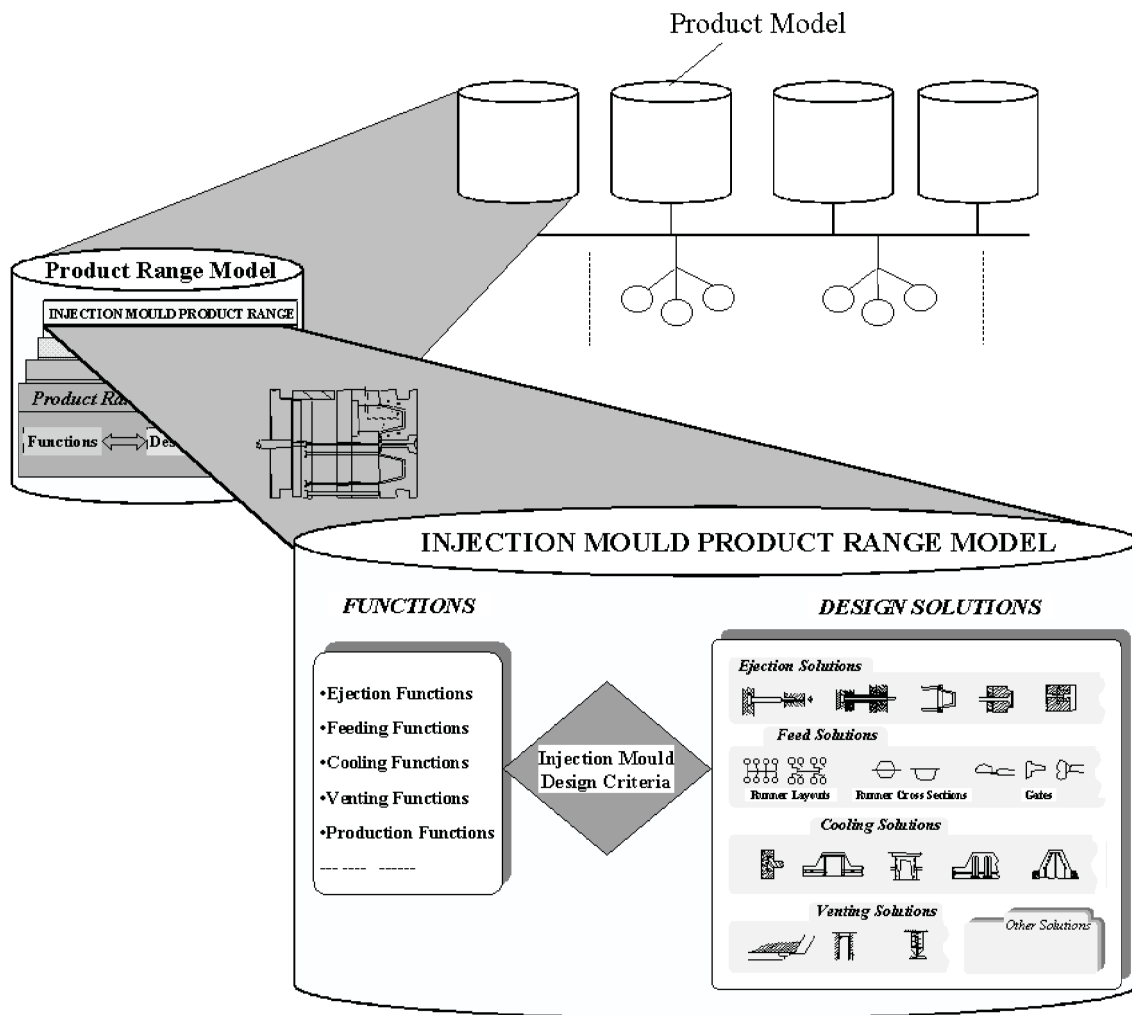 Product Model
Product Range Model
INJECTION MOULD PRODUCT RANGE
Product
Functions
INJECTION MOULD PRODUCT RANGE MODEL
FUNCTIONS
•Ejection Functions
•Feeding Functions
•Cooling Functions
•Venting Functions
•Production Functions
Injection Mould
Design Criteria
DESIGN SOLUTIONS
Ejection Solutions
Feed Solutions
Runner Layouts
Runner Cross Sections
Gates
Cooling Solutions
Venting Solutions
Other Solutions